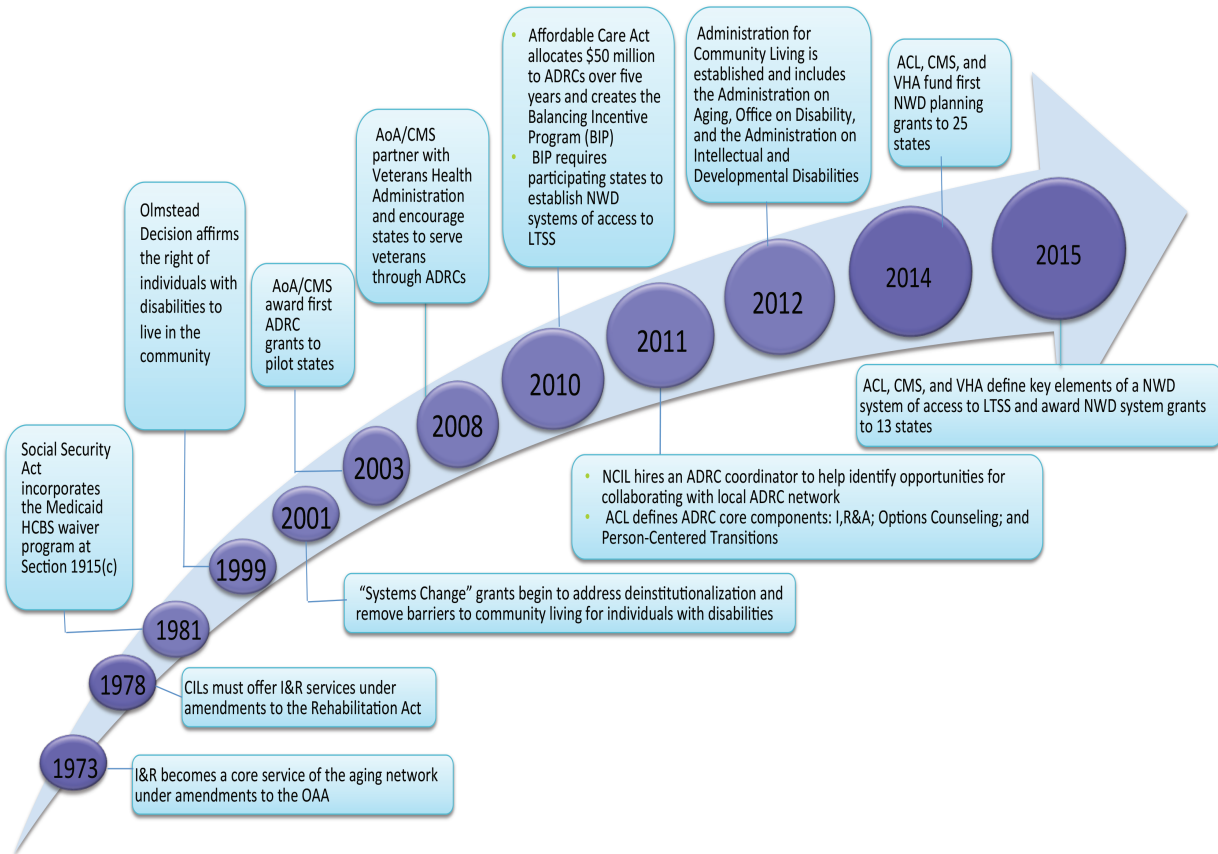 1973
I&R becomes a core service of the aging network
under amendments to the OAA
1978
CILs must offer I&R services under
amendments to the Rehabilitation Act
1981
Social Security
Act
incorporates
the Medicaid
HCBS waiver
program at
Section 1915(c)
1999
Olmstead
Decision affirms
the right of
individuals with
disabilities to
live in the
community
2001
“Systems Change” grants begin to address deinstitutionalization and
remove barriers to community living for individuals with disabilities
2003
AoA/CMS
award first
ADRC
grants to
pilot states
2008
AoA/CMS
partner with
Veterans Health
Administration
and encourage
states to serve
veterans
through ADRCs
2010
• Affordable Care Act
allocates $50 million
to ADRCs over five
years and creates the
Balancing Incentive
Program (BIP)
• BIP requires
participating states to
establish NWD
systems of access to
LTSS
2011
• NCIL hires an ADRC coordinator to help identify opportunities for
collaborating with local ADRC network
• ACL defines ADRC core components: I,R&A; Options Counseling; and
Person-Centered Transitions
2012
Administration for
Community Living is
established and includes
the Administration on
Aging, Office on Disability,
and the Administration on
Intellectual and
Developmental Disabilities
2014
ACL, CMS, and
VHA fund first
NWD planning
grants to 25
states
2015
ACL, CMS, and VHA define key elements of a NWD
system of access to LTSS and award NWD system grants
to 13 states